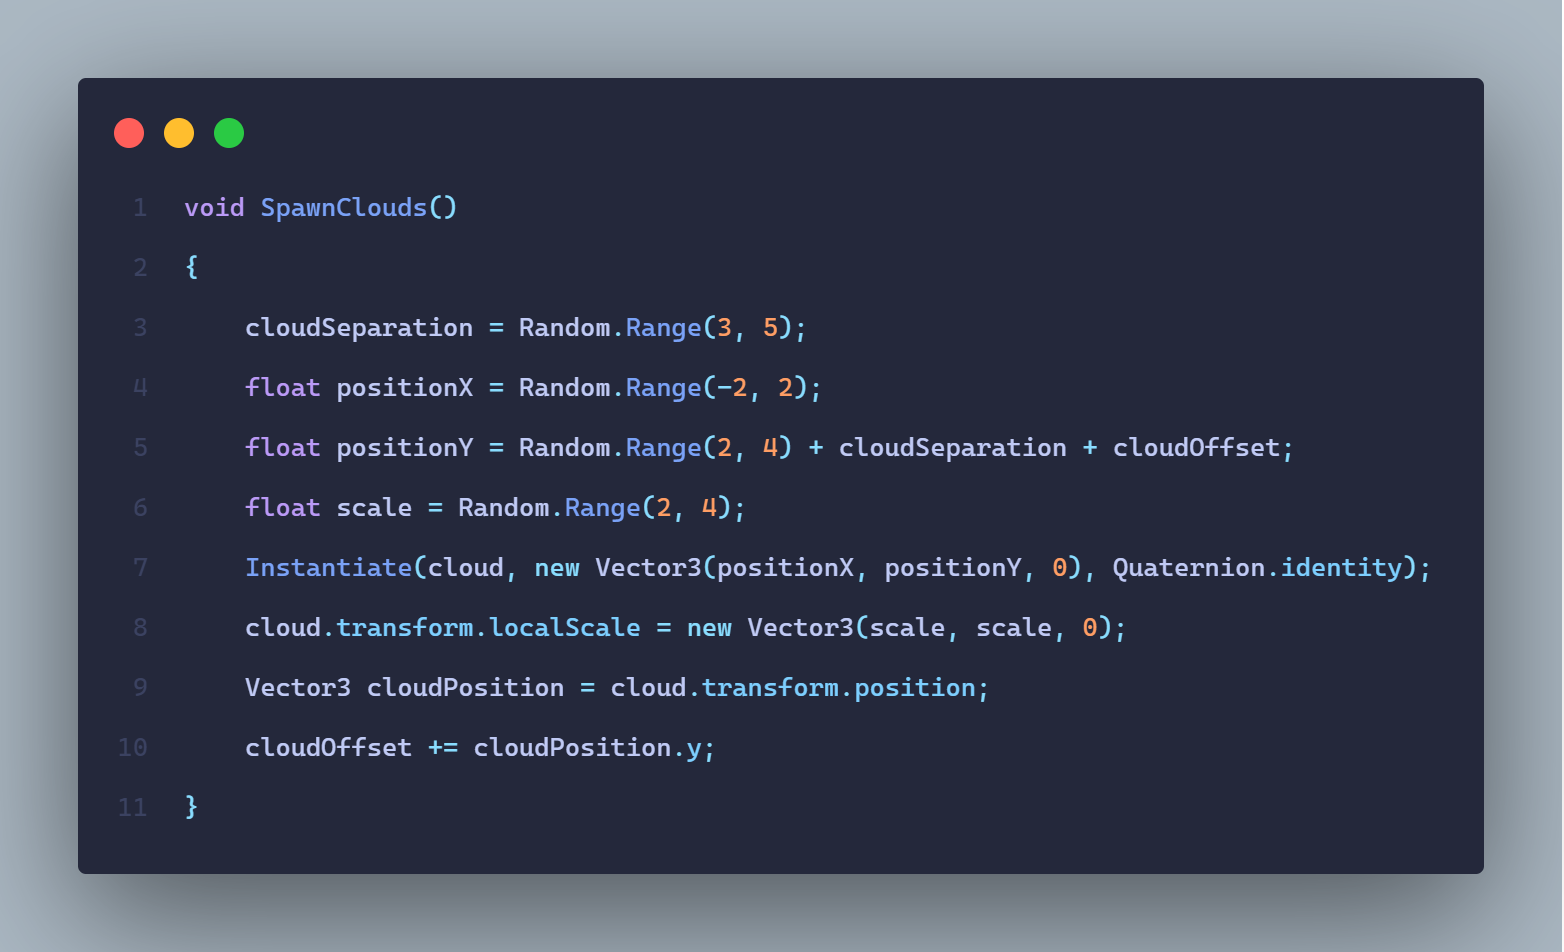 1 void SpawnClouds()
2 {
3     cloudSeparation = Random.Range(3, 5);
4     float positionX = Random.Range(-2, 2);
5     float positionY = Random.Range(2, 4) + cloudSeparation + cloudOffset;
6     float scale = Random.Range(2, 4);
7     Instantiate(cloud, new Vector3(positionX, positionY, 0), Quaternion.identity);
8     cloud.transform.localScale = new Vector3(scale, scale, 0);
9     Vector3 cloudPosition = cloud.transform.position;
10     cloudOffset += cloudPosition.y;
11 }